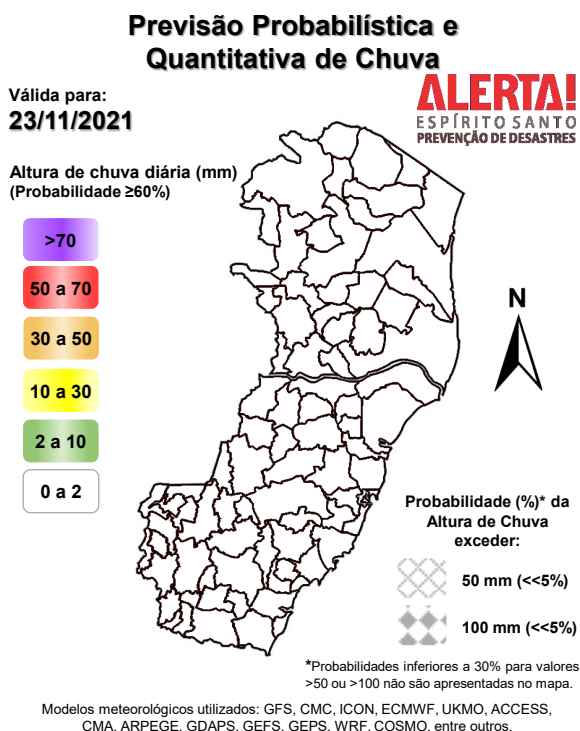 Previsão Probabilística e
Quantitativa de Chuva
Válida para:
23/11/2021
ALERTA!
ESPÍRITO SANTO
PREVENÇÃO DE DESASTRES
Altura de chuva diária (mm)
(Probabilidade ≥60%)
>70
50 a 70
30 a 50
10 a 30
2 a 10
0 a 2
N
Probabilidade (%)* da
Altura de Chuva
exceder:
50 mm (<<5%)
100 mm (<<5%)
*Probabilidades inferiores a 30% para valores
>50 ou >100 não são apresentadas no mapa.
Modelos meteorológicos utilizados: GFS, CMC, ICON, ECMWF, UKMO, ACCESS,
CMA, ARPEGE, GDAPS, GEFS, GEPS, WRF, COSMO, entre outros.